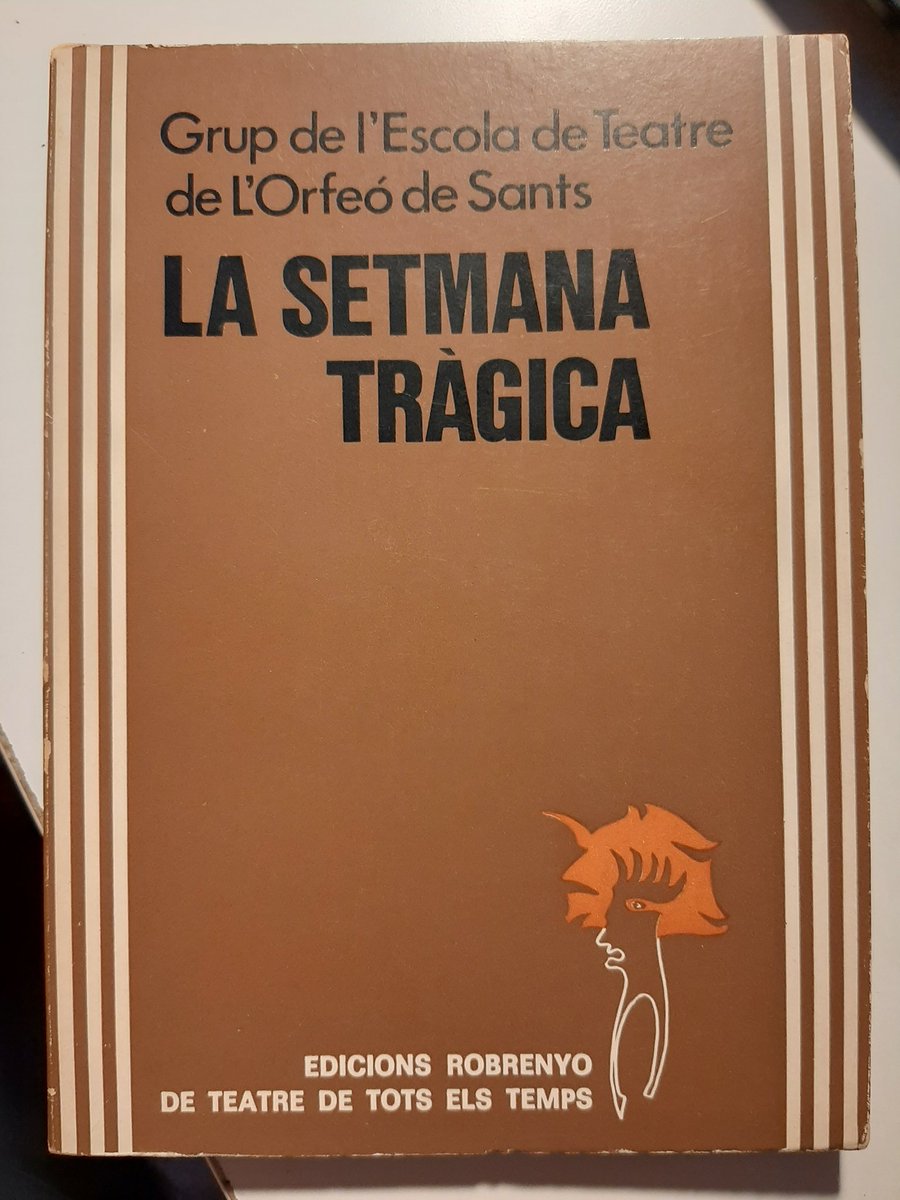 Grup de l'Escola de Teatre
de L'Orfeó de Sants
LA SETMANA
TRÀGICA
EDICIONS ROBRENYO
DE TEATRE DE TOTS ELS TEMPS